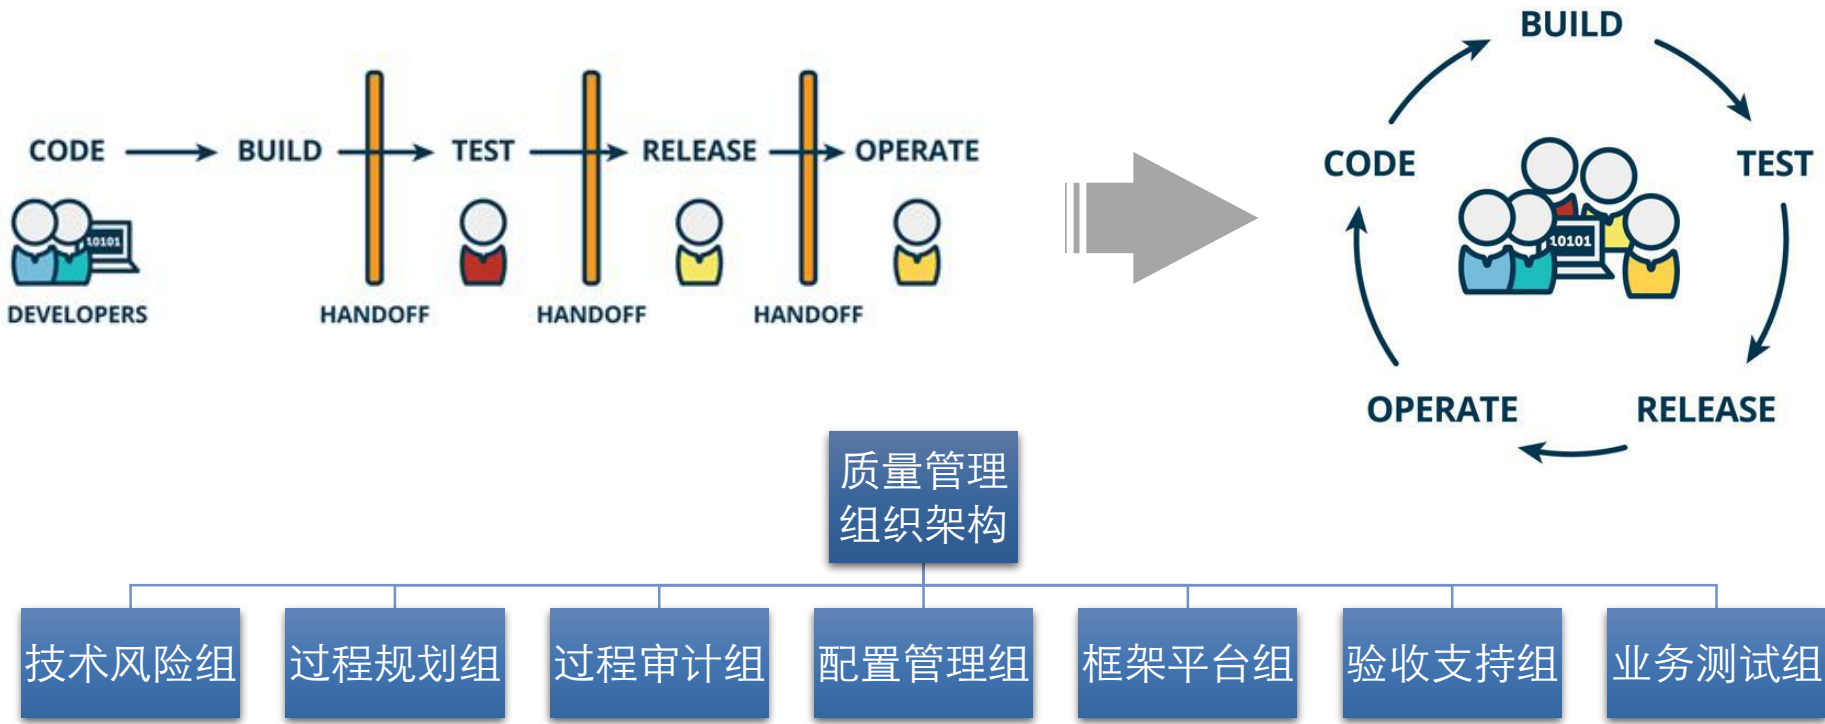 CODE
BUILD
TEST
RELEASE
OPERATE
10101
DEVELOPERS
HANDOFF
HANDOFF
HANDOFF
BUILD
CODE
TEST
10101
OPERATE
RELEASE
质量管理
组织架构
技术风险组
过程规划组
过程审计组
配置管理组
框架平台组
验收支持组
业务测试组